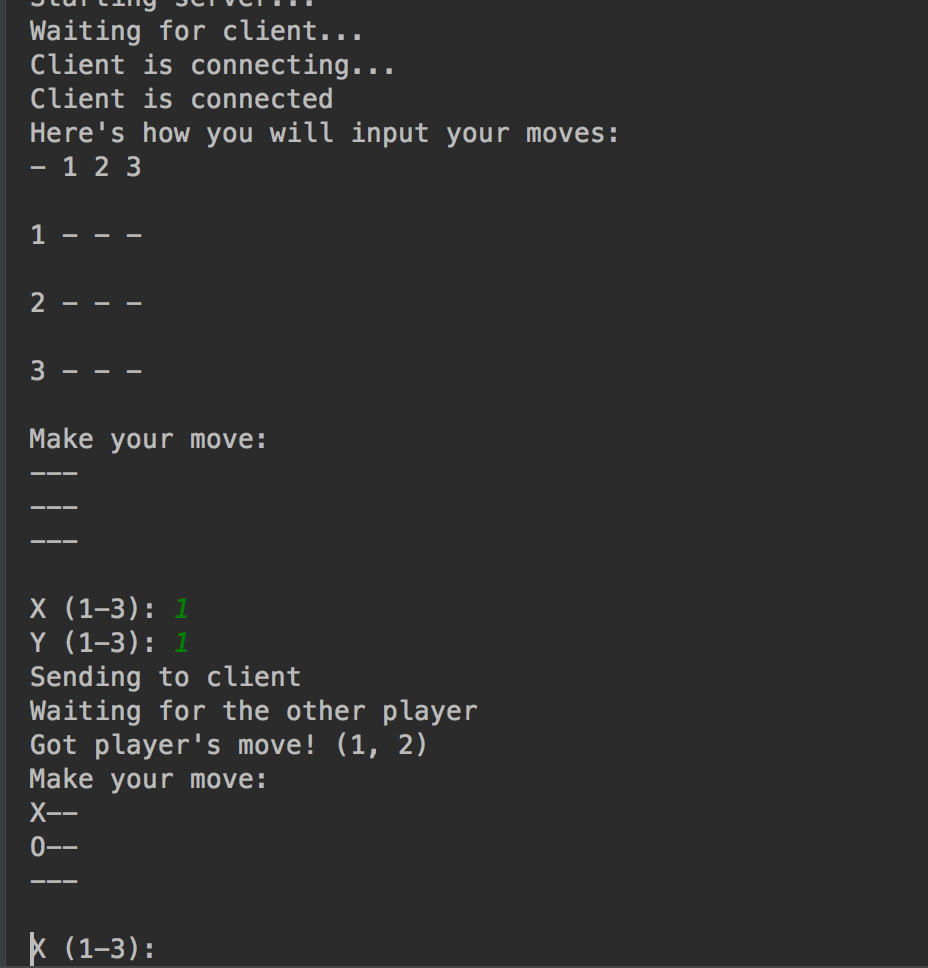 Starting server...
Waiting for client...
Client is connecting...
Client is connected
Here's how you will input your moves:
- 1 2 3
1 - - -
2 - - -
3 - - -
Make your move:
---
---
---
X (1-3): 1
Y (1-3): 1
Sending to client
Waiting for the other player
Got player's move! (1, 2)
Make your move:
X--
O--
---
X (1-3):